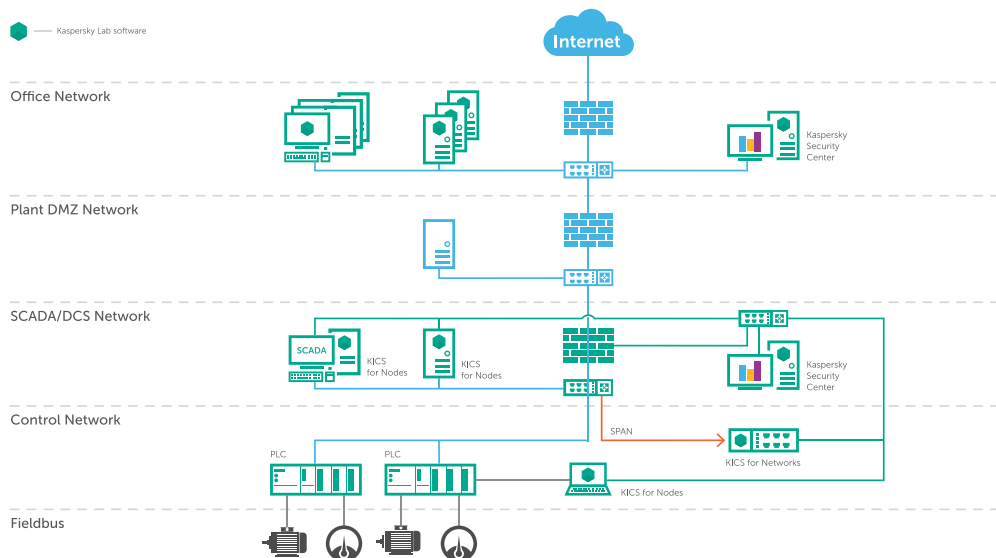 Kaspersky Lab software
Internet
Office Network
Kaspersky
Security
Center
Plant DMZ Network
SCADA/DCS Network
SCADA
KICS
for Nodes
KICS
for Nodes
Kaspersky
Security
Center
Control Network
SPAN
PLC
PLC
KICS for Networks
KICS for Nodes
Fieldbus